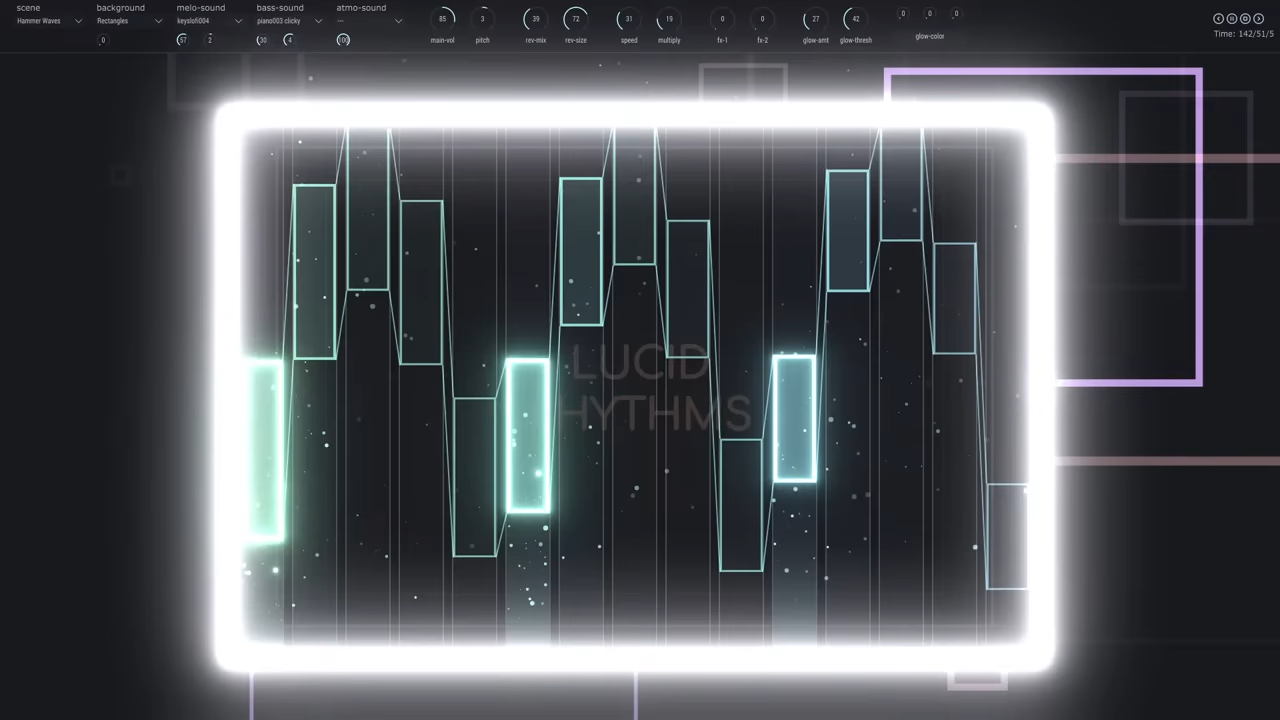 scene background melo-sound bass-sound atmo-sound
Hammer Waves Rectangles keyslofi004 piano003 clicky ---
0 57 2 30 4 100
85 3 39 72 31 19 0 0 27 42 0 0 0
main-vol pitch rev-mix rev-size speed multiply fx-1 fx-2 glow-amt glow-thresh glow-color
Time: 142/51/5
LUCID
HYTHMS